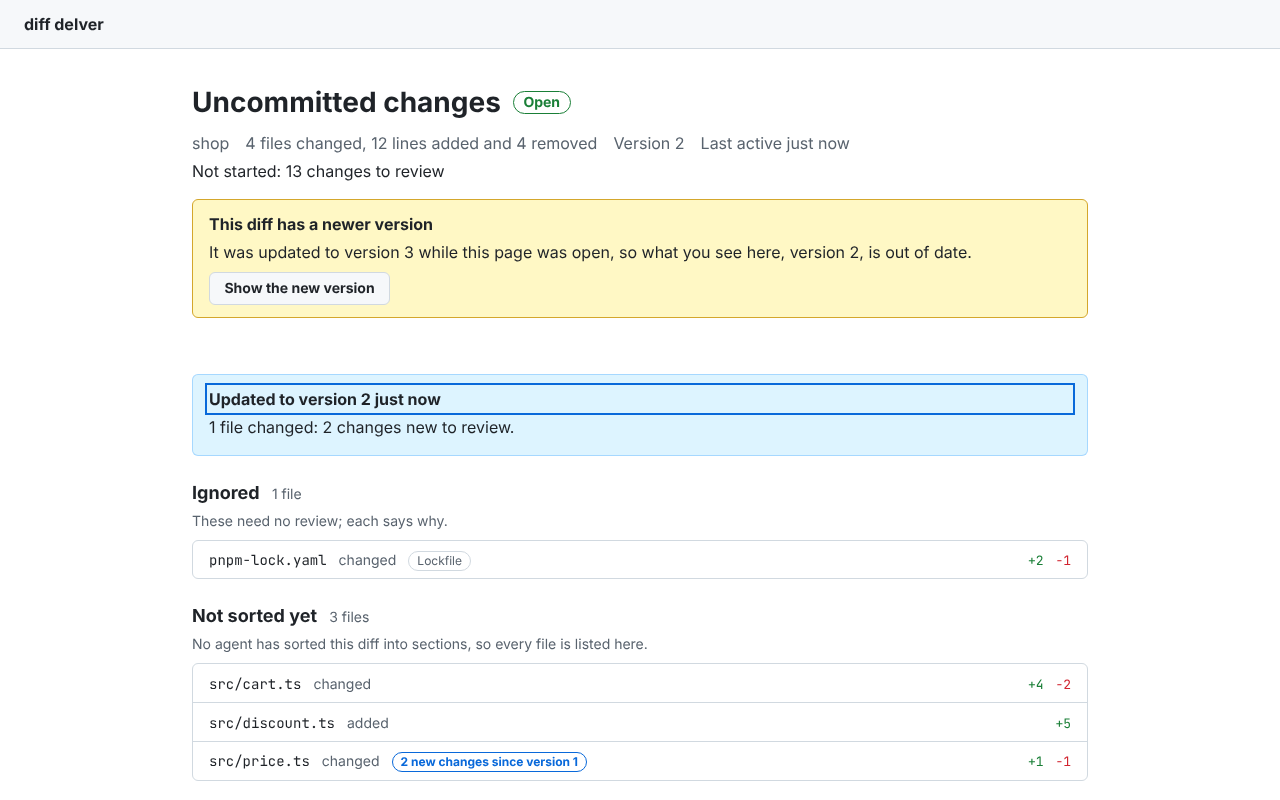 diff delver
Uncommitted changes Open
shop 4 files changed, 12 lines added and 4 removed Version 2 Last active just now
Not started: 13 changes to review
This diff has a newer version
It was updated to version 3 while this page was open, so what you see here, version 2, is out of date.
Show the new version
Updated to version 2 just now
1 file changed: 2 changes new to review.
Ignored 1 file
These need no review; each says why.
pnpm-lock.yaml changed Lockfile +2 -1
Not sorted yet 3 files
No agent has sorted this diff into sections, so every file is listed here.
src/cart.ts changed +4 -2
src/discount.ts added +5
src/price.ts changed 2 new changes since version 1 +1 -1